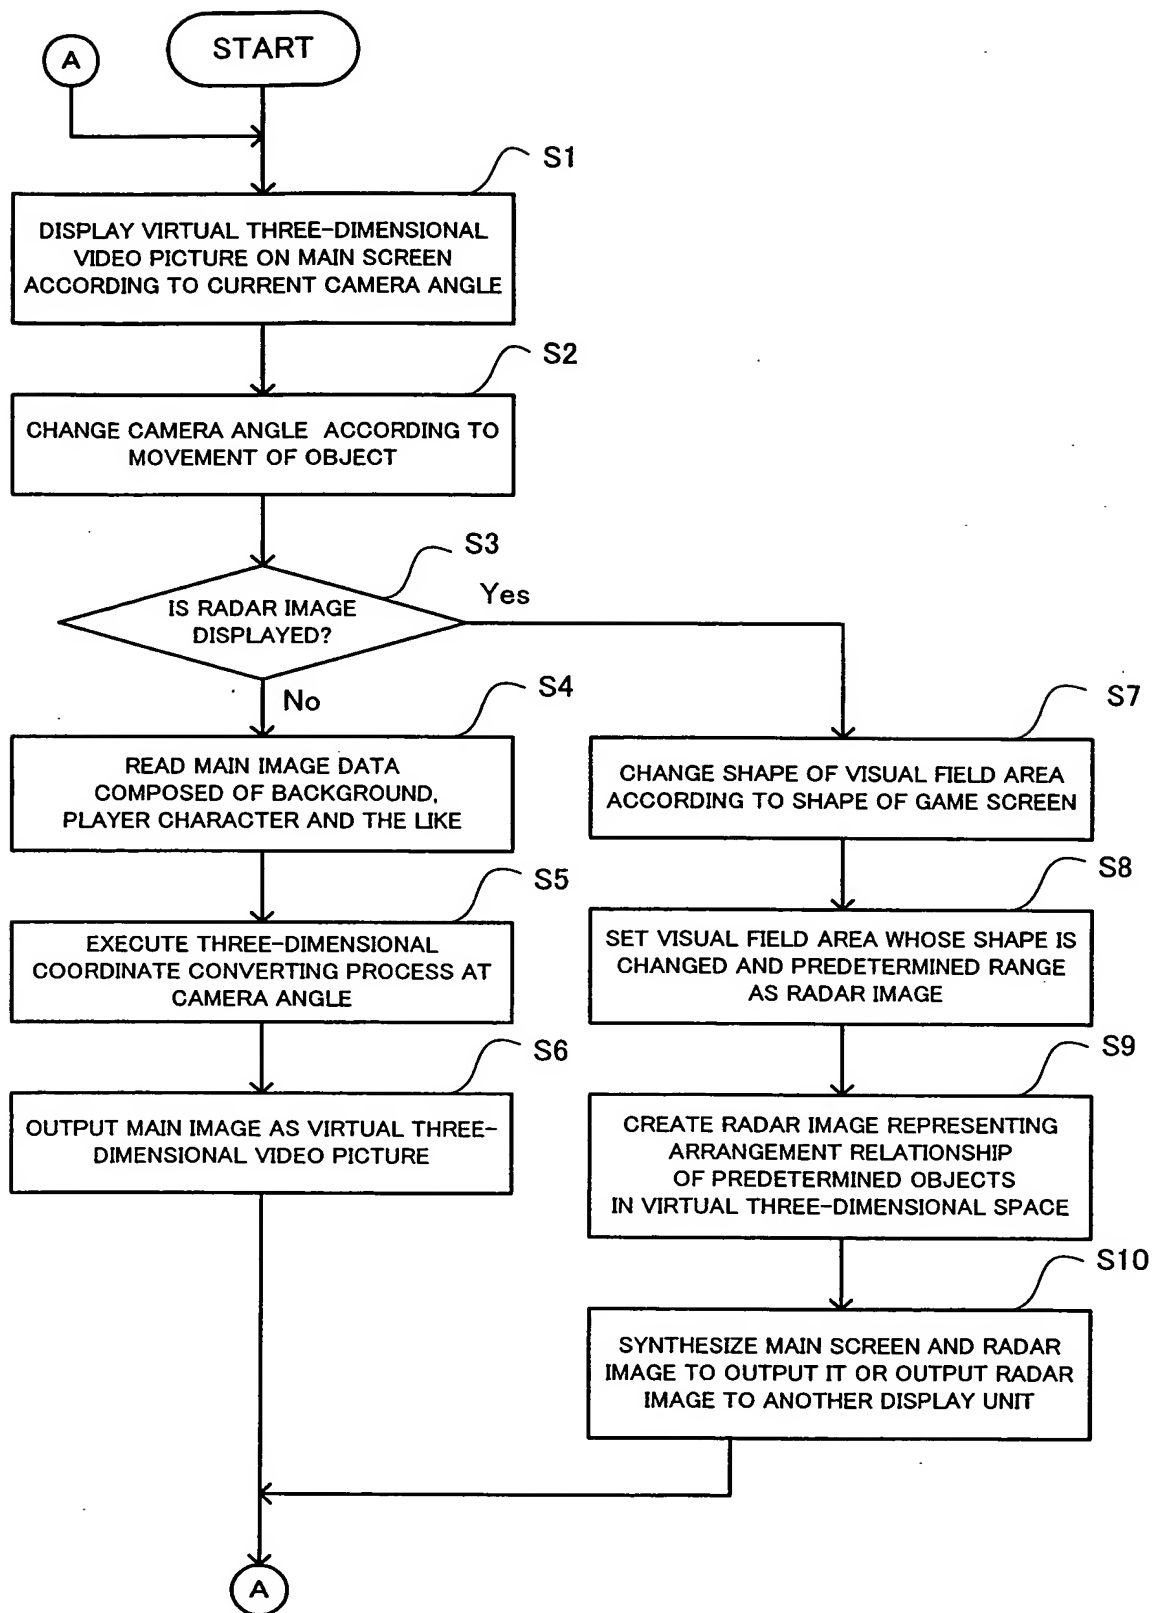 START
A
S1
DISPLAY VIRTUAL THREE-DIMENSIONAL
VIDEO PICTURE ON MAIN SCREEN
ACCORDING TO CURRENT CAMERA ANGLE
S2
CHANGE CAMERA ANGLE ACCORDING TO
MOVEMENT OF OBJECT
S3
IS RADAR IMAGE
DISPLAYED?
Yes
No
S4
READ MAIN IMAGE DATA
COMPOSED OF BACKGROUND,
PLAYER CHARACTER AND THE LIKE
S5
EXECUTE THREE-DIMENSIONAL
COORDINATE CONVERTING PROCESS AT
CAMERA ANGLE
S6
OUTPUT MAIN IMAGE AS VIRTUAL THREE-
DIMENSIONAL VIDEO PICTURE
S7
CHANGE SHAPE OF VISUAL FIELD AREA
ACCORDING TO SHAPE OF GAME SCREEN
S8
SET VISUAL FIELD AREA WHOSE SHAPE IS
CHANGED AND PREDETERMINED RANGE
AS RADAR IMAGE
S9
CREATE RADAR IMAGE REPRESENTING
ARRANGEMENT RELATIONSHIP
OF PREDETERMINED OBJECTS
IN VIRTUAL THREE-DIMENSIONAL SPACE
S10
SYNTHESIZE MAIN SCREEN AND RADAR
IMAGE TO OUTPUT IT OR OUTPUT RADAR
IMAGE TO ANOTHER DISPLAY UNIT
A